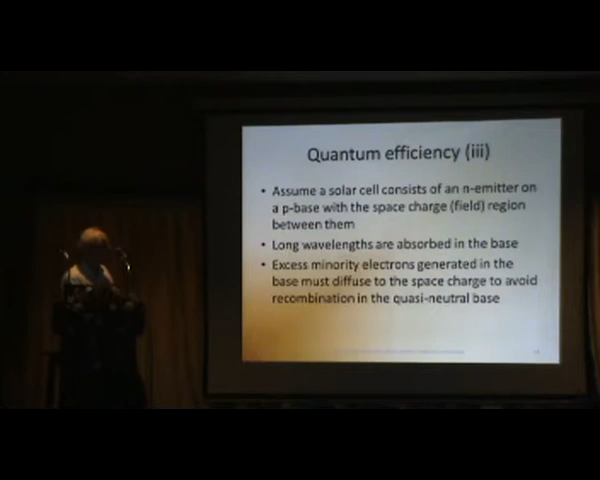 Quantum efficiency (iii)
• Assume a solar cell consists of an n-emitter on
a p-base with the space charge (field) region
between them
• Long wavelengths are absorbed in the base
• Excess minority electrons generated in the
base must diffuse to the space charge to avoid
recombination in the quasi-neutral base